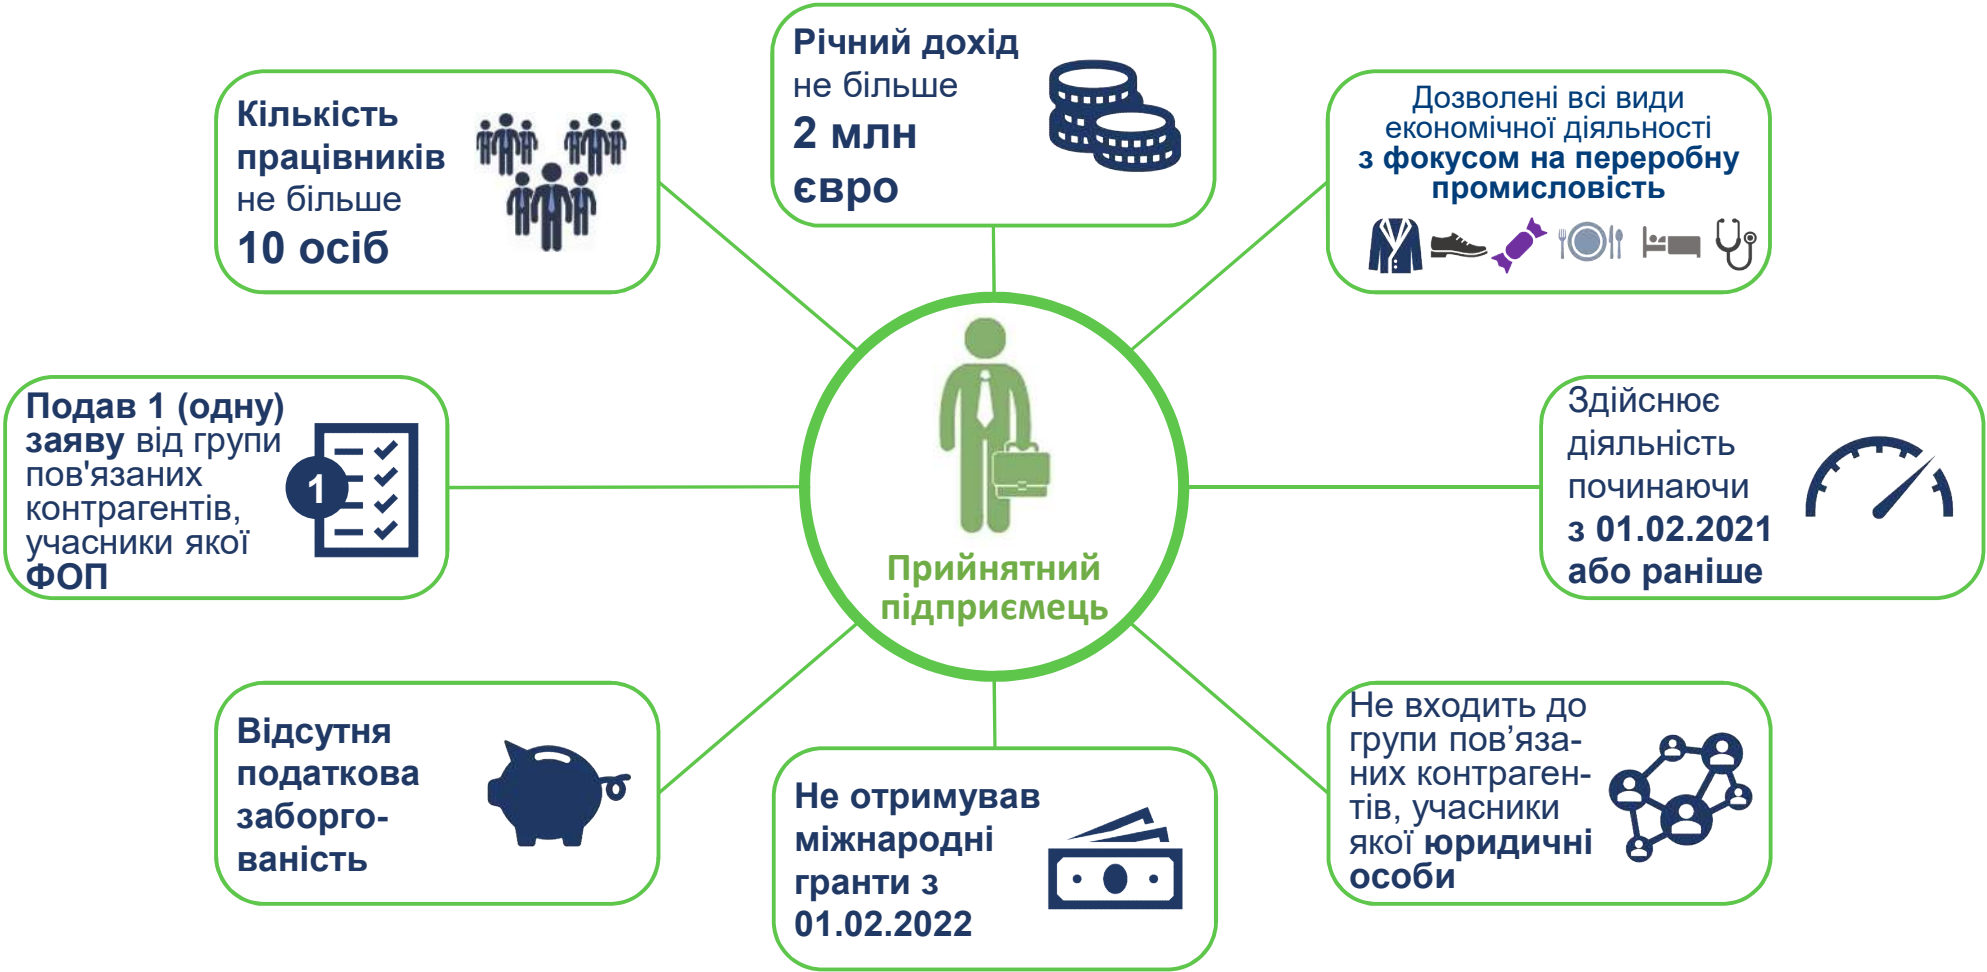 Річний дохід
не більше
2 млн
євро
Кількість
працівників
не більше
10 осіб
Дозволені всі види
економічної діяльності
з фокусом на переробну
промисловість
Подав 1 (одну)
заяву від групи
пов'язаних
контрагентів,
учасники якої
ФОП
1
Прийнятний
підприємець
Здійснює
діяльність
починаючи
з 01.02.2021
або раніше
Відсутня
податкова
заборго-
ваність
Не отримував
міжнародні
гранти з
01.02.2022
Не входить до
групи пов’яза-
них контраген-
тів, учасники
якої юридичні
особи